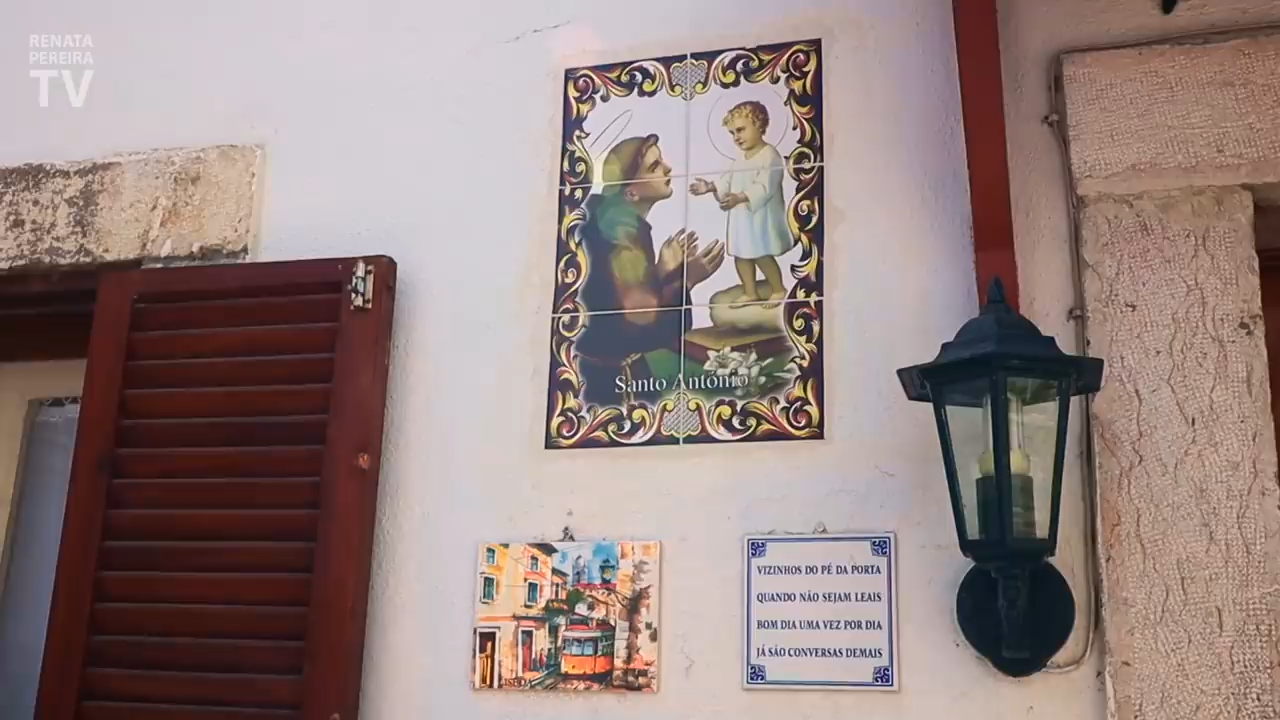 RENATA
PEREIRA
TV
Santo António
LISBOA
VIZINHOS DO PÉ DA PORTA
QUANDO NÃO SEJAM LEAIS
BOM DIA UMA VEZ POR DIA
JÁ SÃO CONVERSAS DEMAIS